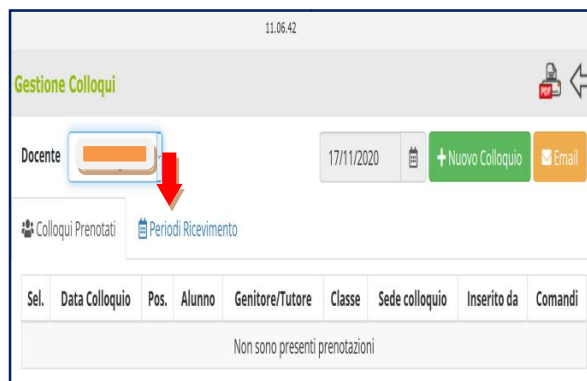 11.06.42
Gestione Colloqui
PDF
Docente
17/11/2020
Nuovo Colloquio
Email
Colloqui Prenotati
Periodi Ricevimento
Sel. Data Colloquio Pos. Alunno Genitore/Tutore Classe Sede colloquio Inserito da Comandi
Non sono presenti prenotazioni